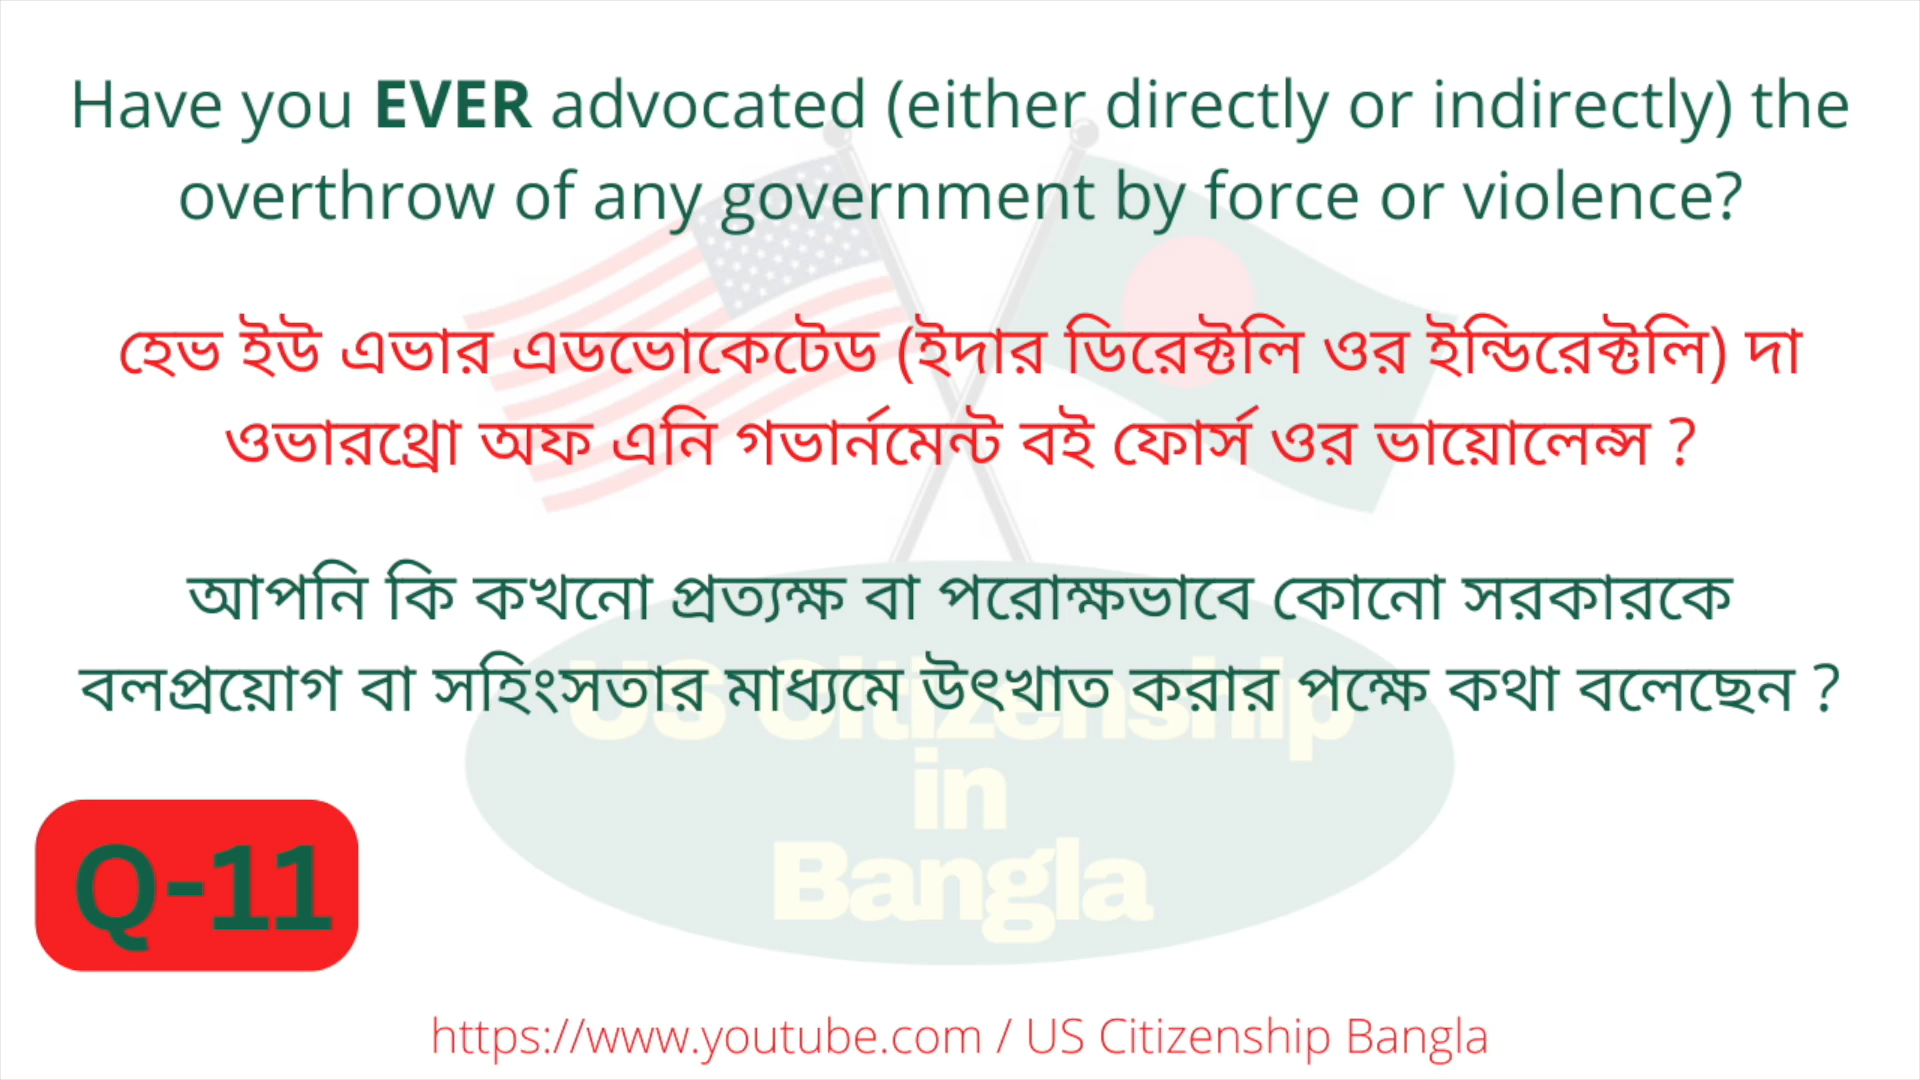 Have you EVER advocated (either directly or indirectly) the
overthrow of any government by force or violence?
হেভ ইউ এভার এডভোকেটেড (ইদার ডিরেক্টলি ওর ইন্ডিরেক্টলি) দা
ওভারথ্রো অফ এনি গভার্নমেন্ট বই ফোর্স ওর ভায়োলেন্স ?
আপনি কি কখনো প্রত্যক্ষ বা পরোক্ষভাবে কোনো সরকারকে
বলপ্রয়োগ বা সহিংসতার মাধ্যমে উৎখাত করার পক্ষে কথা বলেছেন ?
US Citizenship
in
Bangla
Q-11
https://www.youtube.com / US Citizenship Bangla